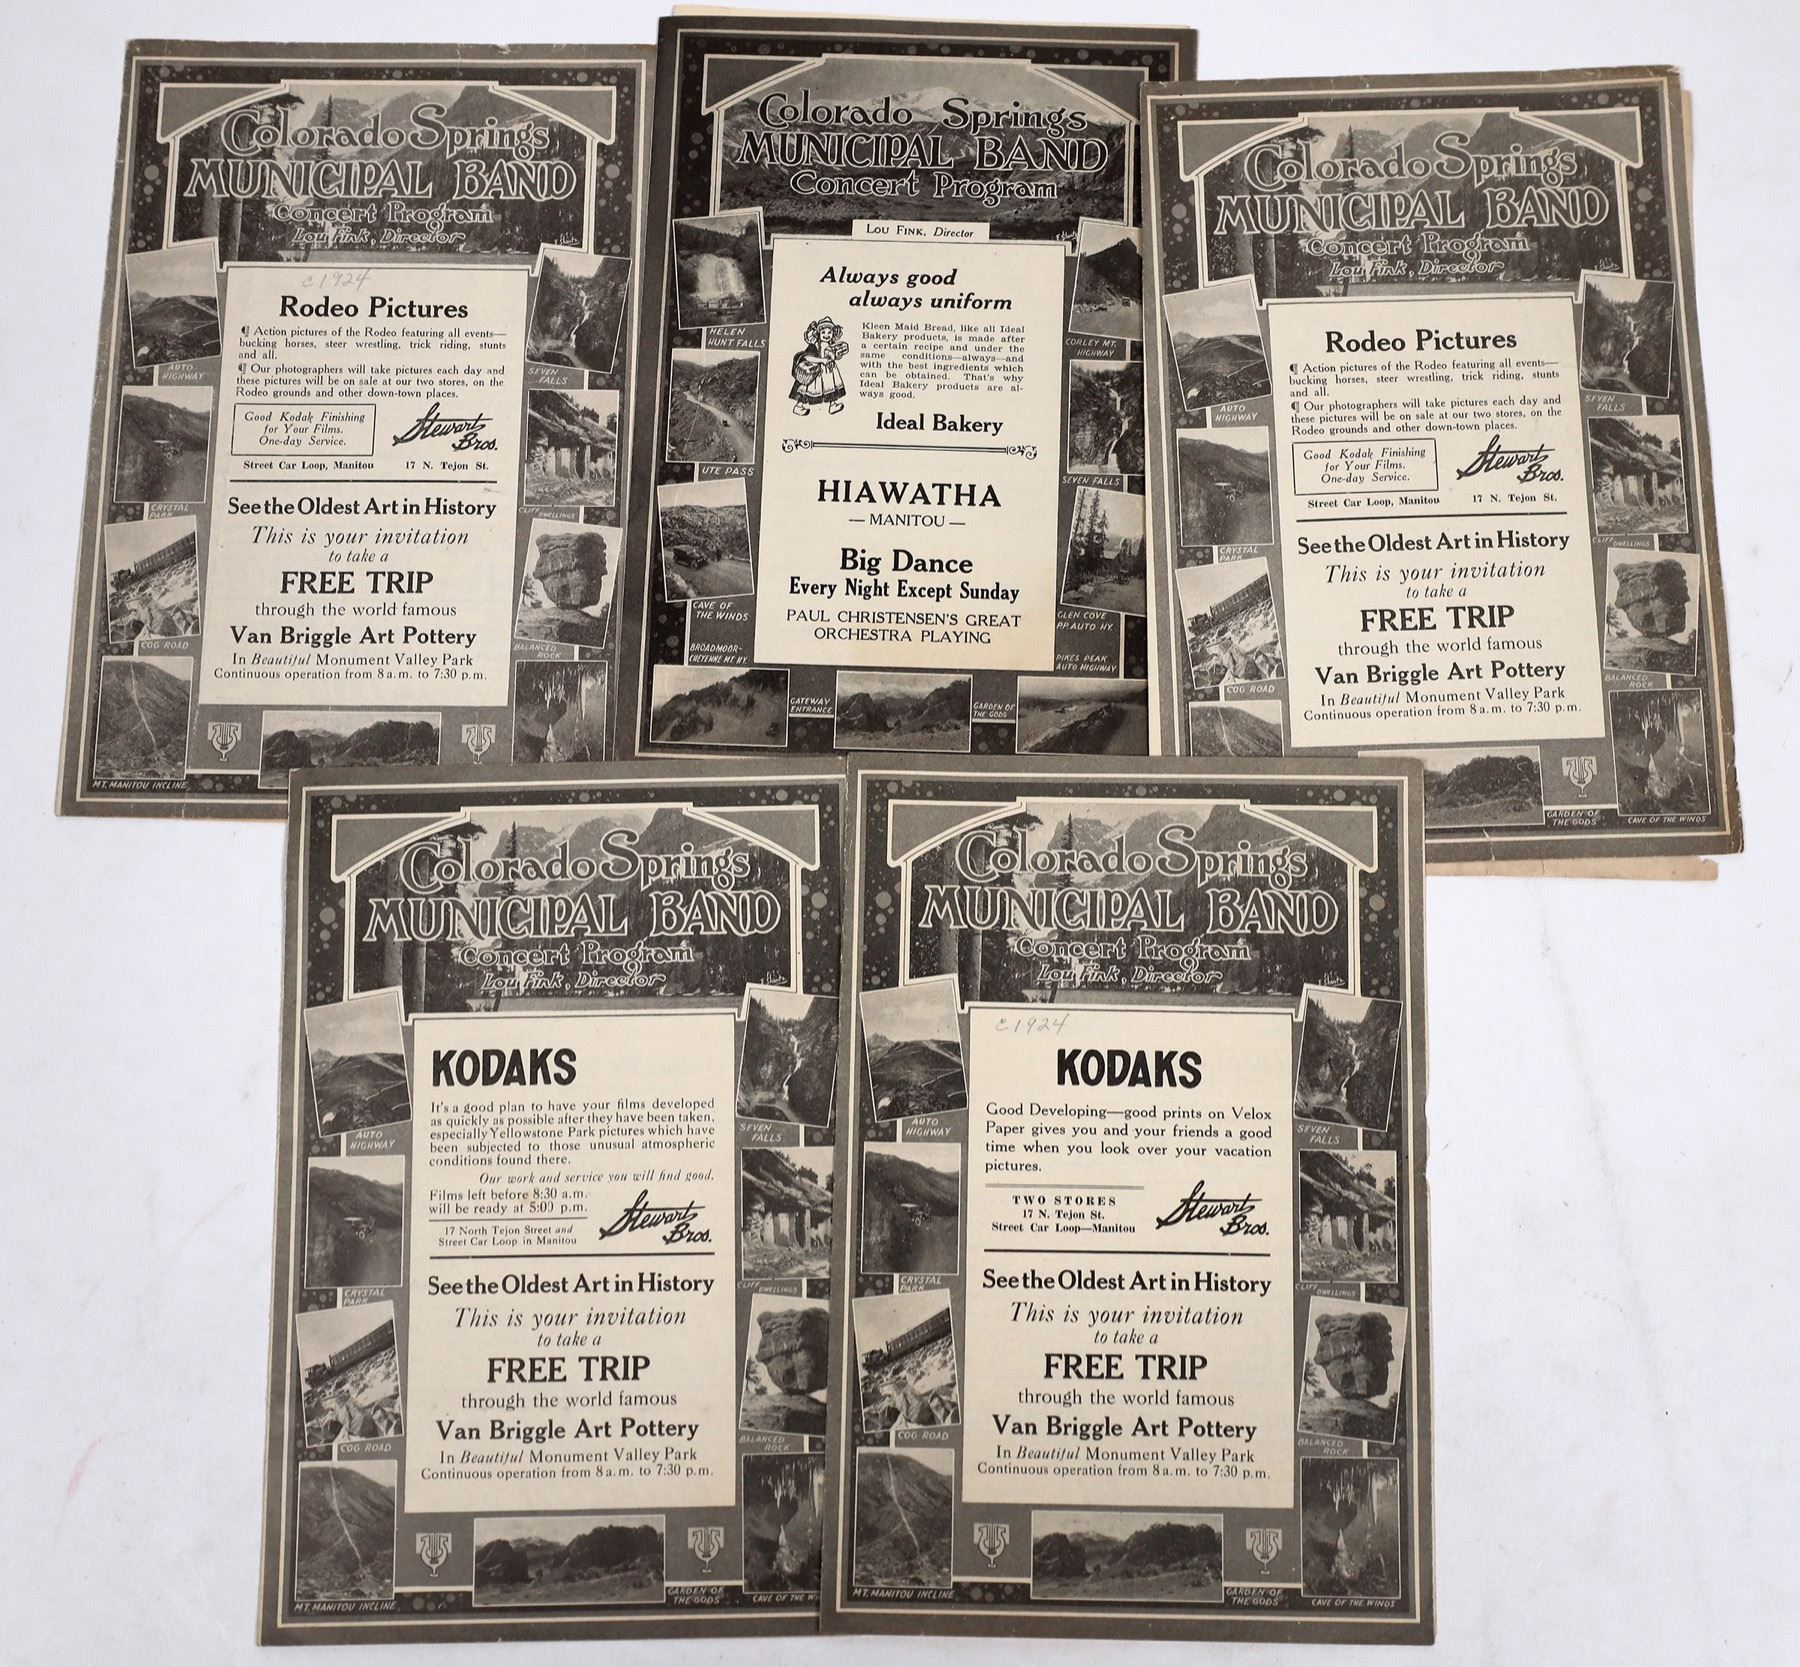 Colorado Springs
MUNICIPAL BAND
Concert Program
Lou Fink, Director
c1924
Rodeo Pictures
¶ Action pictures of the Rodeo featuring all events—
bucking horses, steer wrestling, trick riding, stunts
and all.
¶ Our photographers will take pictures each day and
these pictures will be on sale at our two stores, on the
Rodeo grounds and other down-town places.
Good Kodak Finishing
for Your Films.
One-day Service.
Stewart
Bros.
Street Car Loop, Manitou 17 N. Tejon St.
See the Oldest Art in History
This is your invitation
to take a
FREE TRIP
through the world famous
Van Briggle Art Pottery
In Beautiful Monument Valley Park
Continuous operation from 8 a.m. to 7:30 p.m.
AUTO
HIGHWAY
CRYSTAL
PARK
COG ROAD
MT. MANITOU INCLINE
SEVEN
FALLS
CLIFF DWELLINGS
BALANCED
ROCK
Colorado Springs
MUNICIPAL BAND
Concert Program
LOU FINK, Director
Always good
always uniform
Kleen Maid Bread, like all Ideal
Bakery products, is made after
a certain recipe and under the
same conditions—always—and
with the best ingredients which
can be obtained. That's why
Ideal Bakery products are al-
ways good.
Ideal Bakery
HIAWATHA
— MANITOU —
Big Dance
Every Night Except Sunday
PAUL CHRISTENSEN'S GREAT
ORCHESTRA PLAYING
HELEN
HUNT FALLS
UTE PASS
CAVE OF
THE WINDS
BROADMOOR-
CHEYENNE MT. HY.
GATEWAY
ENTRANCE
GARDEN OF
THE GODS
CORLEY MT.
HIGHWAY
SEVEN FALLS
GLEN COVE
P.P. AUTO HY.
PIKES PEAK
AUTO HIGHWAY
Colorado Springs
MUNICIPAL BAND
Concert Program
Lou Fink, Director
Rodeo Pictures
¶ Action pictures of the Rodeo featuring all events—
bucking horses, steer wrestling, trick riding, stunts
and all.
¶ Our photographers will take pictures each day and
these pictures will be on sale at our two stores, on the
Rodeo grounds and other down-town places.
Good Kodak Finishing
for Your Films.
One-day Service.
Stewart
Bros.
Street Car Loop, Manitou 17 N. Tejon St.
See the Oldest Art in History
This is your invitation
to take a
FREE TRIP
through the world famous
Van Briggle Art Pottery
In Beautiful Monument Valley Park
Continuous operation from 8 a.m. to 7:30 p.m.
AUTO
HIGHWAY
CRYSTAL
PARK
COG ROAD
SEVEN
FALLS
CLIFF DWELLINGS
BALANCED
ROCK
GARDEN OF
THE GODS
CAVE OF THE WINDS
Colorado Springs
MUNICIPAL BAND
Concert Program
Lou Fink, Director
KODAKS
It's a good plan to have your films developed
as quickly as possible after they have been taken,
especially Yellowstone Park pictures which have
been subjected to those unusual atmospheric
conditions found there.
Our work and service you will find good.
Films left before 8:30 a.m.
will be ready at 5:00 p.m.
17 North Tejon Street and
Street Car Loop in Manitou
Stewart
Bros.
See the Oldest Art in History
This is your invitation
to take a
FREE TRIP
through the world famous
Van Briggle Art Pottery
In Beautiful Monument Valley Park
Continuous operation from 8 a.m. to 7:30 p.m.
AUTO
HIGHWAY
CRYSTAL
PARK
COG ROAD
MT. MANITOU INCLINE
SEVEN
FALLS
CLIFF DWELLINGS
BALANCED
ROCK
GARDEN OF
THE GODS
CAVE OF THE WI
Colorado Springs
MUNICIPAL BAND
Concert Program
Lou Fink, Director
c1924
KODAKS
Good Developing—good prints on Velox
Paper gives you and your friends a good
time when you look over your vacation
pictures.
TWO STORES
17 N. Tejon St.
Street Car Loop—Manitou
Stewart
Bros.
See the Oldest Art in History
This is your invitation
to take a
FREE TRIP
through the world famous
Van Briggle Art Pottery
In Beautiful Monument Valley Park
Continuous operation from 8 a.m. to 7:30 p.m.
AUTO
HIGHWAY
CRYSTAL
PARK
COG ROAD
MT. MANITOU INCLINE
SEVEN
FALLS
CLIFF DWELLINGS
BALANCED
ROCK
GARDEN OF
THE GODS
CAVE OF THE WINDS